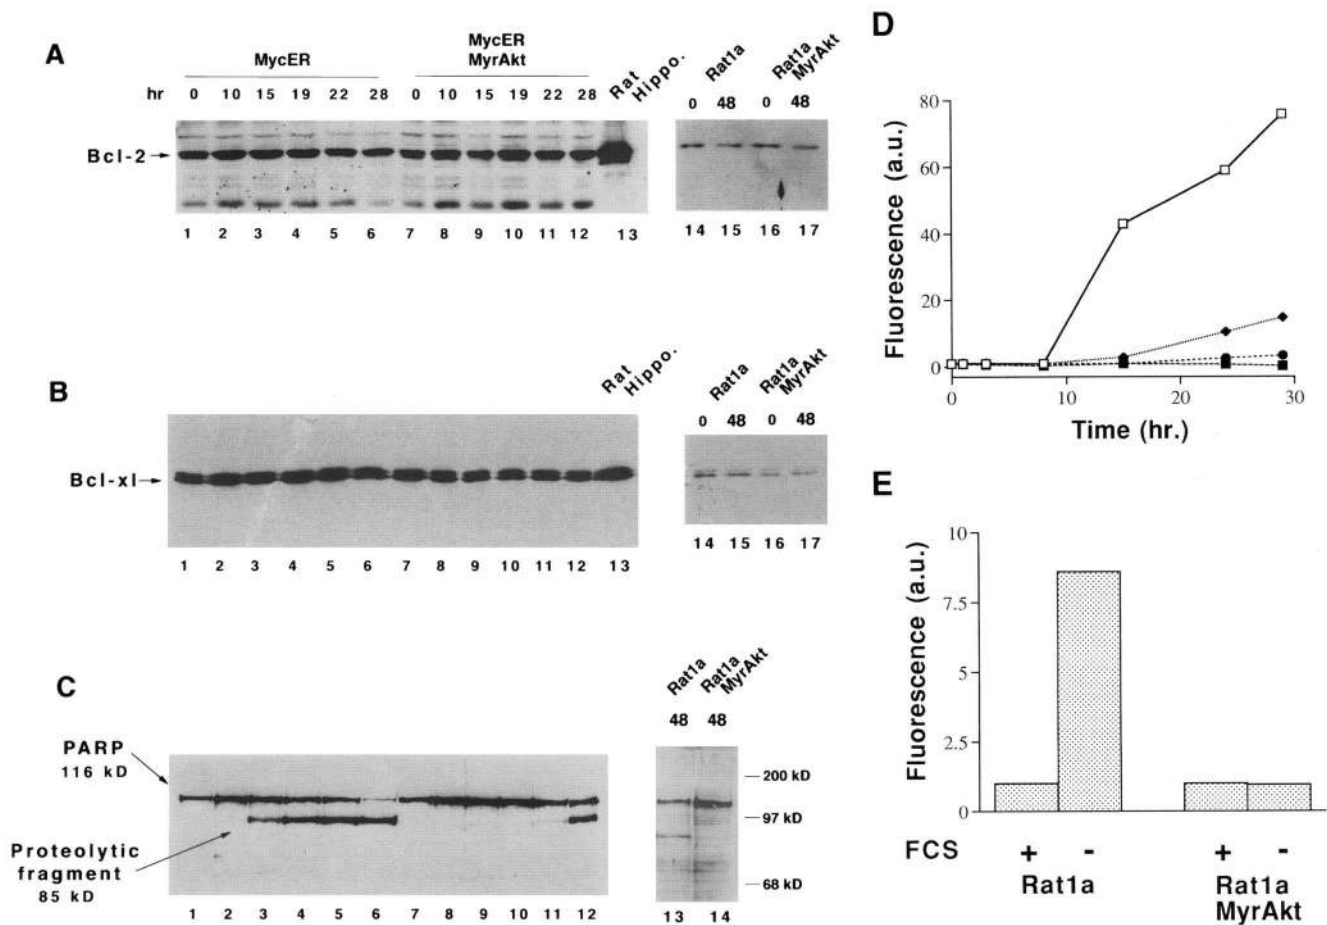 A
MycER
MycER
MyrAkt
Rat
Hippo.
Rat1a
Rat1a
MyrAkt
hr
0 10 15 19 22 28 0 10 15 19 22 28
0 48 0 48
Bcl-2
1 2 3 4 5 6 7 8 9 10 11 12 13
14 15 16 17
B
Rat
Hippo.
Rat1a
Rat1a
MyrAkt
0 48 0 48
Bcl-xl
1 2 3 4 5 6 7 8 9 10 11 12 13
14 15 16 17
C
Rat1a
Rat1a
MyrAkt
48 48
PARP
116 kD
Proteolytic
fragment
85 kD
200 kD
97 kD
68 kD
1 2 3 4 5 6 7 8 9 10 11 12
13 14
D
Fluorescence (a.u.)
80
60
40
20
0
0 10 20 30
Time (hr.)
E
Fluorescence (a.u.)
10
7.5
5
2.5
0
FCS + - + -
Rat1a
Rat1a
MyrAkt